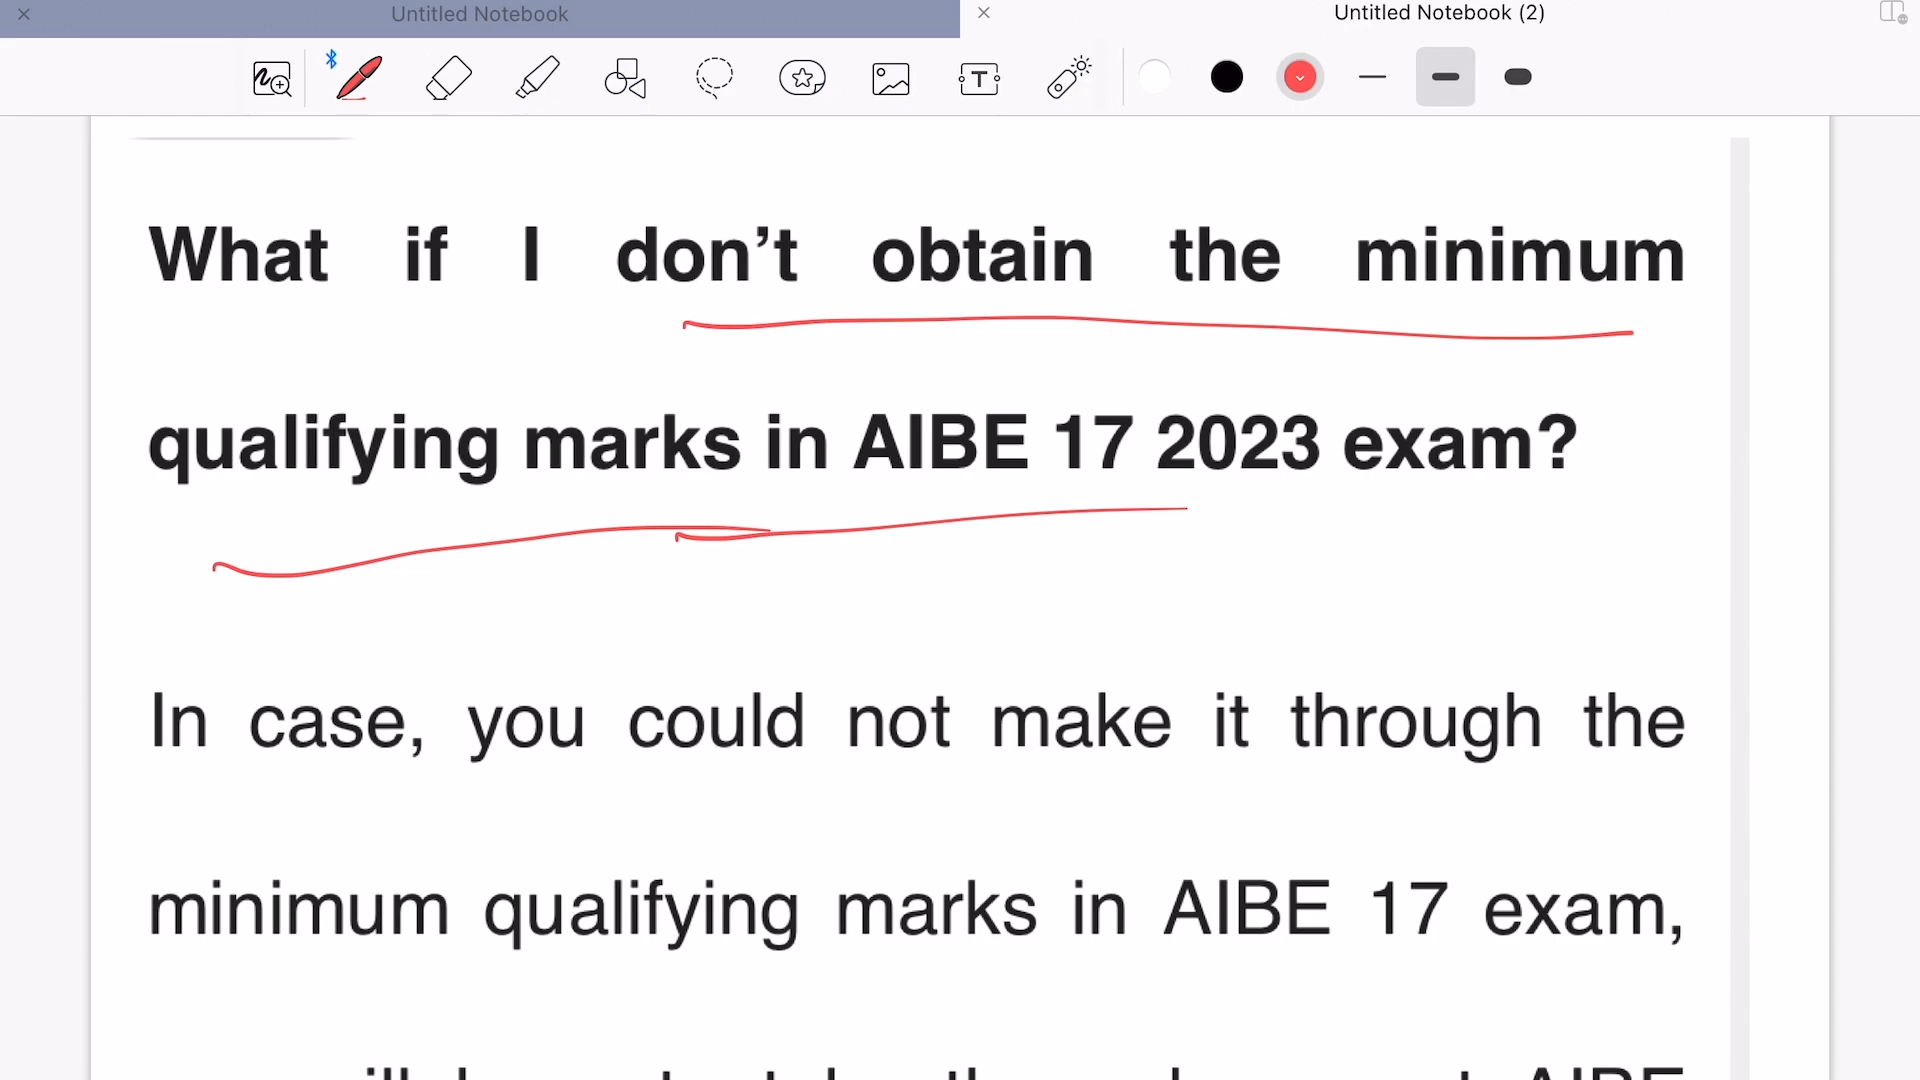 Untitled Notebook
Untitled Notebook (2)
What if I don’t obtain the minimum
qualifying marks in AIBE 17 2023 exam?
In case, you could not make it through the
minimum qualifying marks in AIBE 17 exam,